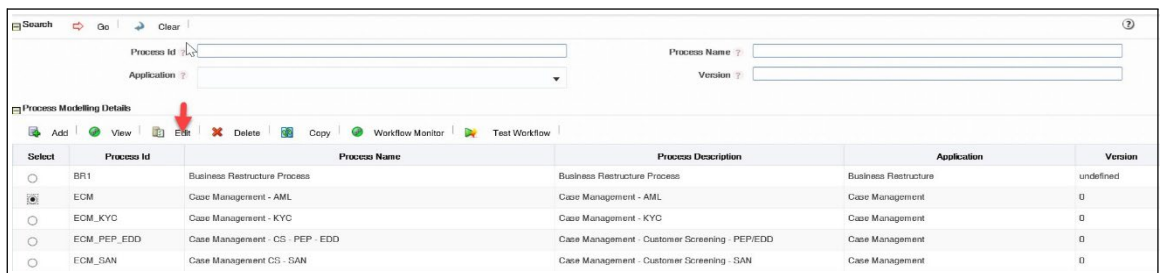 Search Go Clear ?
Process Id ? Process Name ?
Application ? Version ?
Process Modelling Details
Add View Edit Delete Copy Workflow Monitor Test Workflow
Select Process Id Process Name Process Description Application Version
BR1 Business Restructure Process Business Restructure Process Business Restructure undefined
ECM Case Management - AML Case Management - AML Case Management 0
ECM_KYC Case Management - KYC Case Management - KYC Case Management 0
ECM_PEP_EDD Case Management - CS - PEP - EDD Case Management - Customer Screening - PEP/EDD Case Management 0
ECM_SAN Case Management CS - SAN Case Management - Customer Screening - SAN Case Management 0